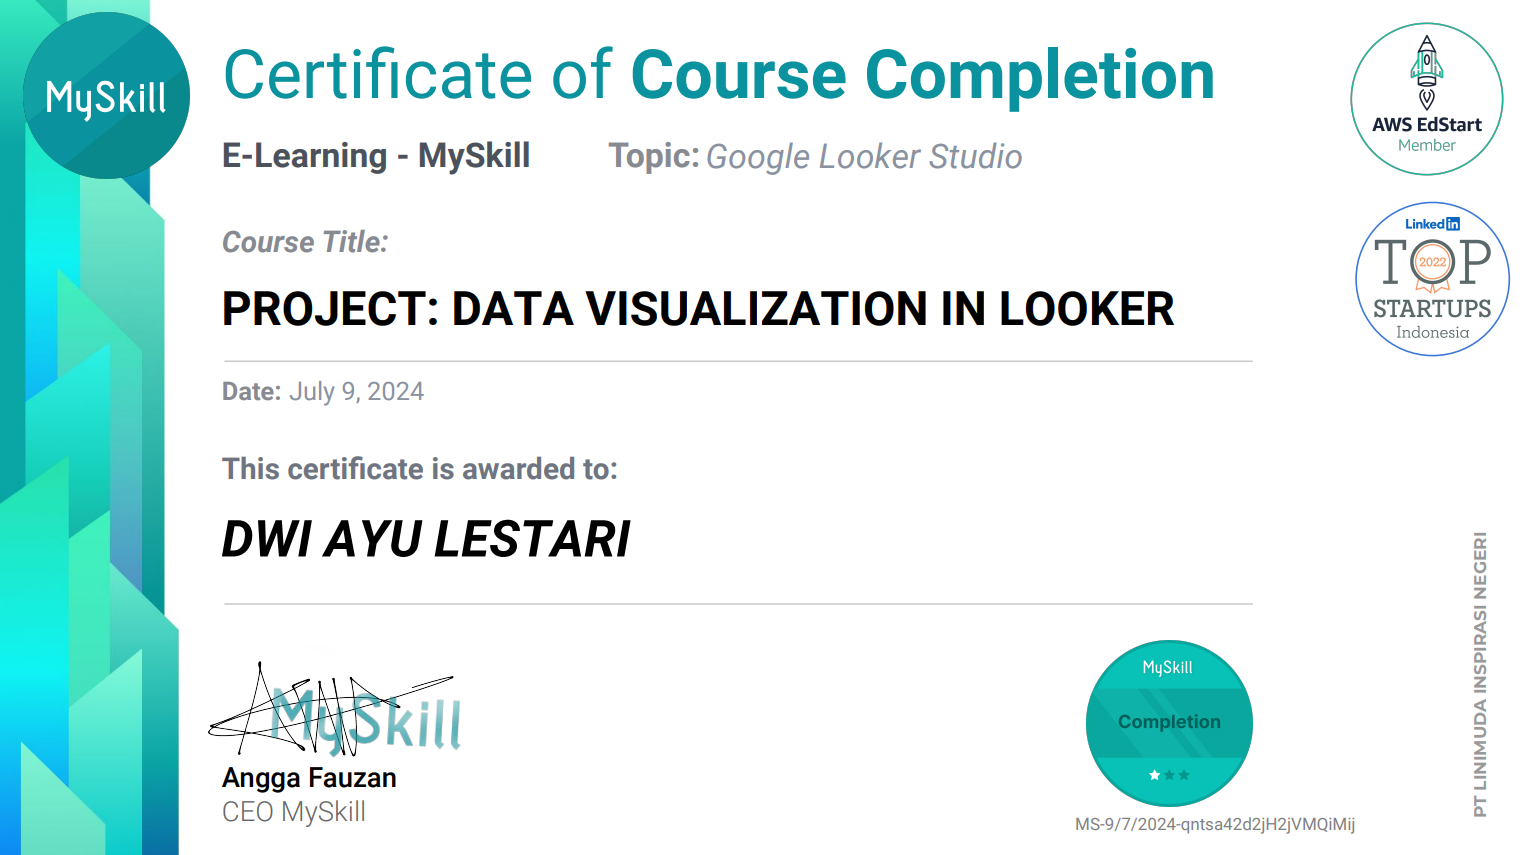 MySkill
Certificate of Course Completion
E-Learning - MySkill
Topic: Google Looker Studio
Course Title:
PROJECT: DATA VISUALIZATION IN LOOKER
Date: July 9, 2024
This certificate is awarded to:
DWI AYU LESTARI
MySkill
Angga Fauzan
CEO MySkill
AWS EdStart
Member
Linked in
TOP
2022
STARTUPS
Indonesia
PT LINIMUDA INSPIRASI NEGERI
MySkill
Completion
MS-9/7/2024-qntsa42d2jH2jVMQiMij